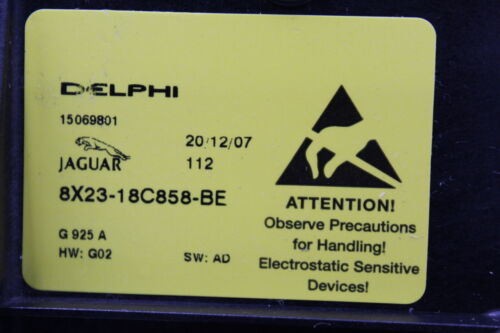 DELPHI
15069801
20/12/07
JAGUAR 112
8X23-18C858-BE
G 925 A
HW: G02 SW: AD
ATTENTION!
Observe Precautions
for Handling!
Electrostatic Sensitive
Devices!